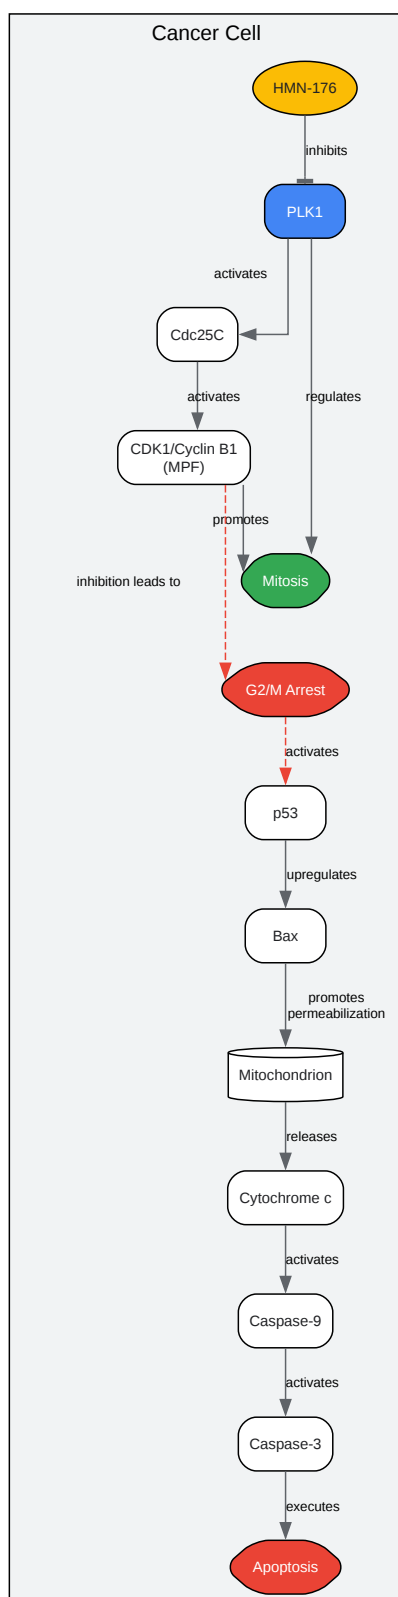 Cancer Cell
HMN-176
inhibits
PLK1
activates
Cdc25C
activates
regulates
CDK1/Cyclin B1
(MPF)
promotes
inhibition leads to
Mitosis
G2/M Arrest
activates
p53
upregulates
Bax
promotes
permeabilization
Mitochondrion
releases
Cytochrome c
activates
Caspase-9
activates
Caspase-3
executes
Apoptosis